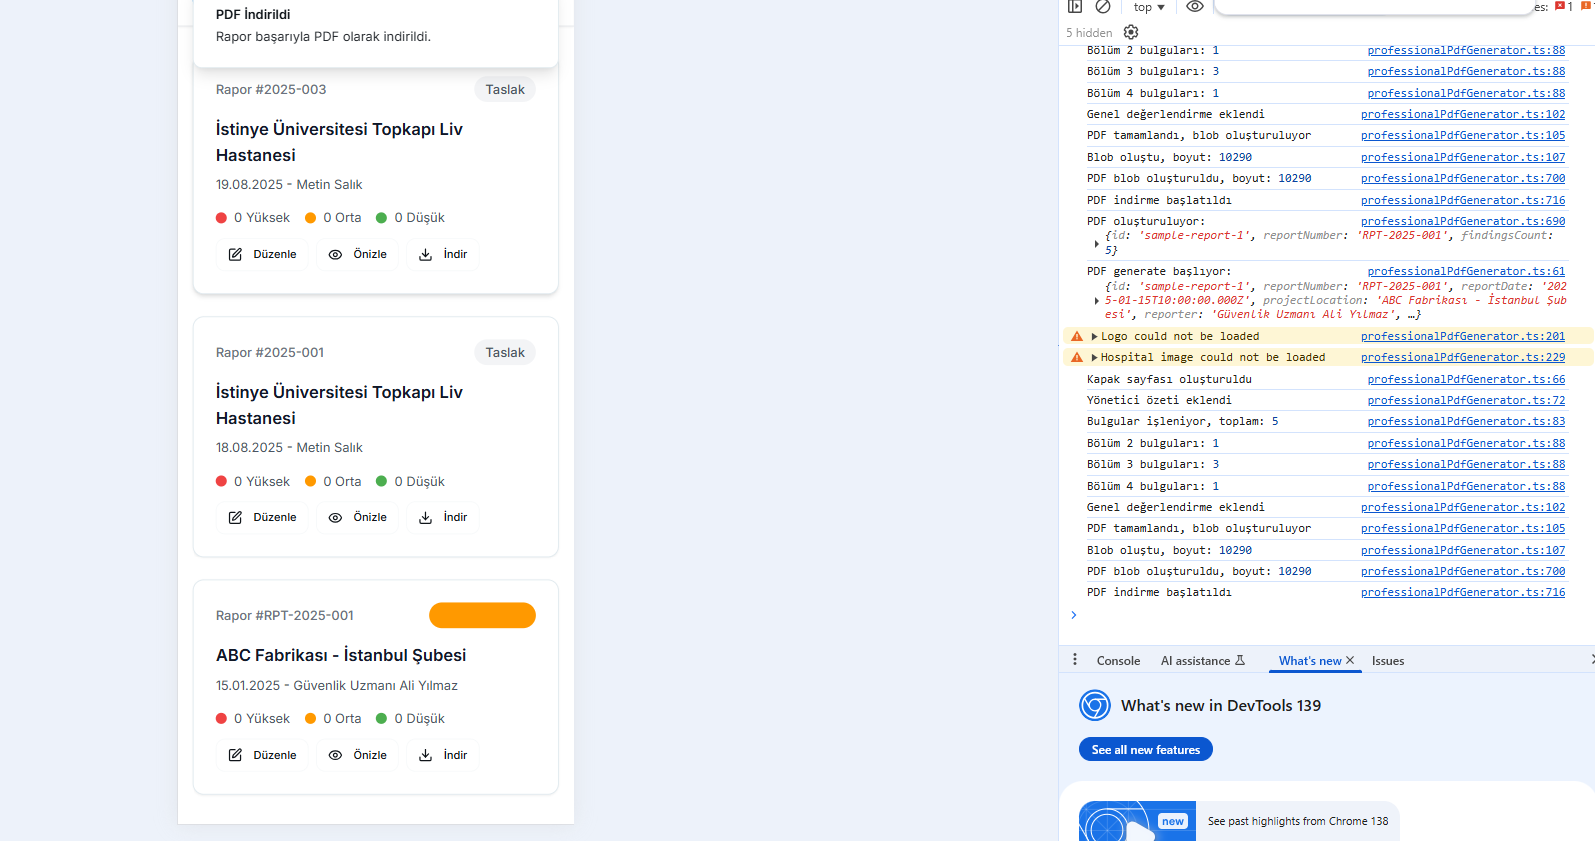 PDF İndirildi
Rapor başarıyla PDF olarak indirildi.
Rapor #2025-003
Taslak
İstinye Üniversitesi Topkapı Liv
Hastanesi
19.08.2025 - Metin Salık
0 Yüksek
0 Orta
0 Düşük
Düzenle
Önizle
İndir
Rapor #2025-001
Taslak
İstinye Üniversitesi Topkapı Liv
Hastanesi
18.08.2025 - Metin Salık
0 Yüksek
0 Orta
0 Düşük
Düzenle
Önizle
İndir
Rapor #RPT-2025-001
ABC Fabrikası - İstanbul Şubesi
15.01.2025 - Güvenlik Uzmanı Ali Yılmaz
0 Yüksek
0 Orta
0 Düşük
Düzenle
Önizle
İndir
top
es:
1
5 hidden
Bölüm 2 bulguları: 1 professionalPdfGenerator.ts:88
Bölüm 3 bulguları: 3 professionalPdfGenerator.ts:88
Bölüm 4 bulguları: 1 professionalPdfGenerator.ts:88
Genel değerlendirme eklendi professionalPdfGenerator.ts:102
PDF tamamlandı, blob oluşturuluyor professionalPdfGenerator.ts:105
Blob oluştu, boyut: 10290 professionalPdfGenerator.ts:107
PDF blob oluşturuldu, boyut: 10290 professionalPdfGenerator.ts:700
PDF indirme başlatıldı professionalPdfGenerator.ts:716
PDF oluşturuluyor: professionalPdfGenerator.ts:690
{id: 'sample-report-1', reportNumber: 'RPT-2025-001', findingsCount:
5}
PDF generate başlıyor: professionalPdfGenerator.ts:61
{id: 'sample-report-1', reportNumber: 'RPT-2025-001', reportDate: '202
5-01-15T10:00:00.000Z', projectLocation: 'ABC Fabrikası - İstanbul Şub
esi', reporter: 'Güvenlik Uzmanı Ali Yılmaz', …}
Logo could not be loaded professionalPdfGenerator.ts:201
Hospital image could not be loaded professionalPdfGenerator.ts:229
Kapak sayfası oluşturuldu professionalPdfGenerator.ts:66
Yönetici özeti eklendi professionalPdfGenerator.ts:72
Bulgular işleniyor, toplam: 5 professionalPdfGenerator.ts:83
Bölüm 2 bulguları: 1 professionalPdfGenerator.ts:88
Bölüm 3 bulguları: 3 professionalPdfGenerator.ts:88
Bölüm 4 bulguları: 1 professionalPdfGenerator.ts:88
Genel değerlendirme eklendi professionalPdfGenerator.ts:102
PDF tamamlandı, blob oluşturuluyor professionalPdfGenerator.ts:105
Blob oluştu, boyut: 10290 professionalPdfGenerator.ts:107
PDF blob oluşturuldu, boyut: 10290 professionalPdfGenerator.ts:700
PDF indirme başlatıldı professionalPdfGenerator.ts:716
Console
AI assistance
What's new
Issues
What's new in DevTools 139
See all new features
new
See past highlights from Chrome 138